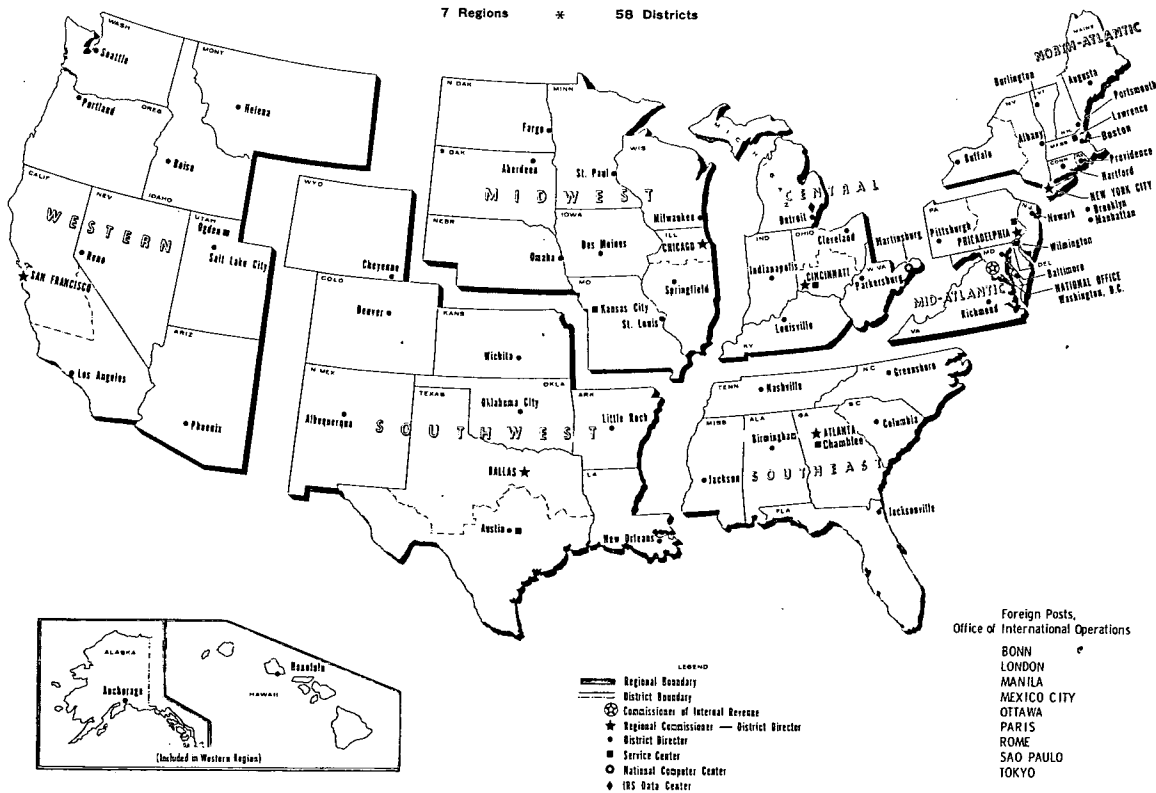 7 Regions * 58 Districts
WASH
Seattle
Portland
OREG
MONT
Helena
Boise
IDAHO
CALIF
NEV
WESTERN
Reno
SAN FRANCISCO
Los Angeles
UTAH
Ogden
Salt Lake City
ARIZ
Phoenix
WYO
Cheyenne
COLO
Denver
N MEX
Albuquerque
N DAK
Fargo
S DAK
Aberdeen
NEBR
Omaha
MINN
St. Paul
MIDWEST
WIS
Milwaukee
IOWA
Des Moines
ILL
CHICAGO
Springfield
MO
Kansas City
St. Louis
KANS
Wichita
OKLA
Oklahoma City
TEXAS
SOUTHWEST
DALLAS
Austin
ARK
Little Rock
LA
New Orleans
CENTRAL
Detroit
IND
Indianapolis
OHIO
Cleveland
CINCINNATI
W VA
Parkersburg
Martinsburg
Louisville
KY
TENN
Nashville
N C
Greensboro
MISS
Jackson
ALA
Birmingham
GA
ATLANTA
Chamblee
S C
Columbia
SOUTHEAST
FLA
Jacksonville
NORTH-ATLANTIC
MAINE
Augusta
Burlington
VT
Portsmouth
NH
Lawrence
MASS
Boston
NY
Albany
Buffalo
CONN
Providence
Hartford
NEW YORK CITY
Brooklyn
Manhattan
PA
Pittsburgh
PHILADELPHIA
NJ
Newark
Wilmington
DEL
MD
Baltimore
NATIONAL OFFICE
Washington, D.C.
MID-ATLANTIC
Richmond
VA
ALASKA
Anchorage
Honolulu
HAWAII
(Included in Western Region)
LEGEND
Regional Boundary
District Boundary
Commissioner of Internal Revenue
Regional Commissioner — District Director
District Director
Service Center
National Computer Center
IRS Data Center
Foreign Posts,
Office of International Operations
BONN
LONDON
MANILA
MEXICO CITY
OTTAWA
PARIS
ROME
SAO PAULO
TOKYO